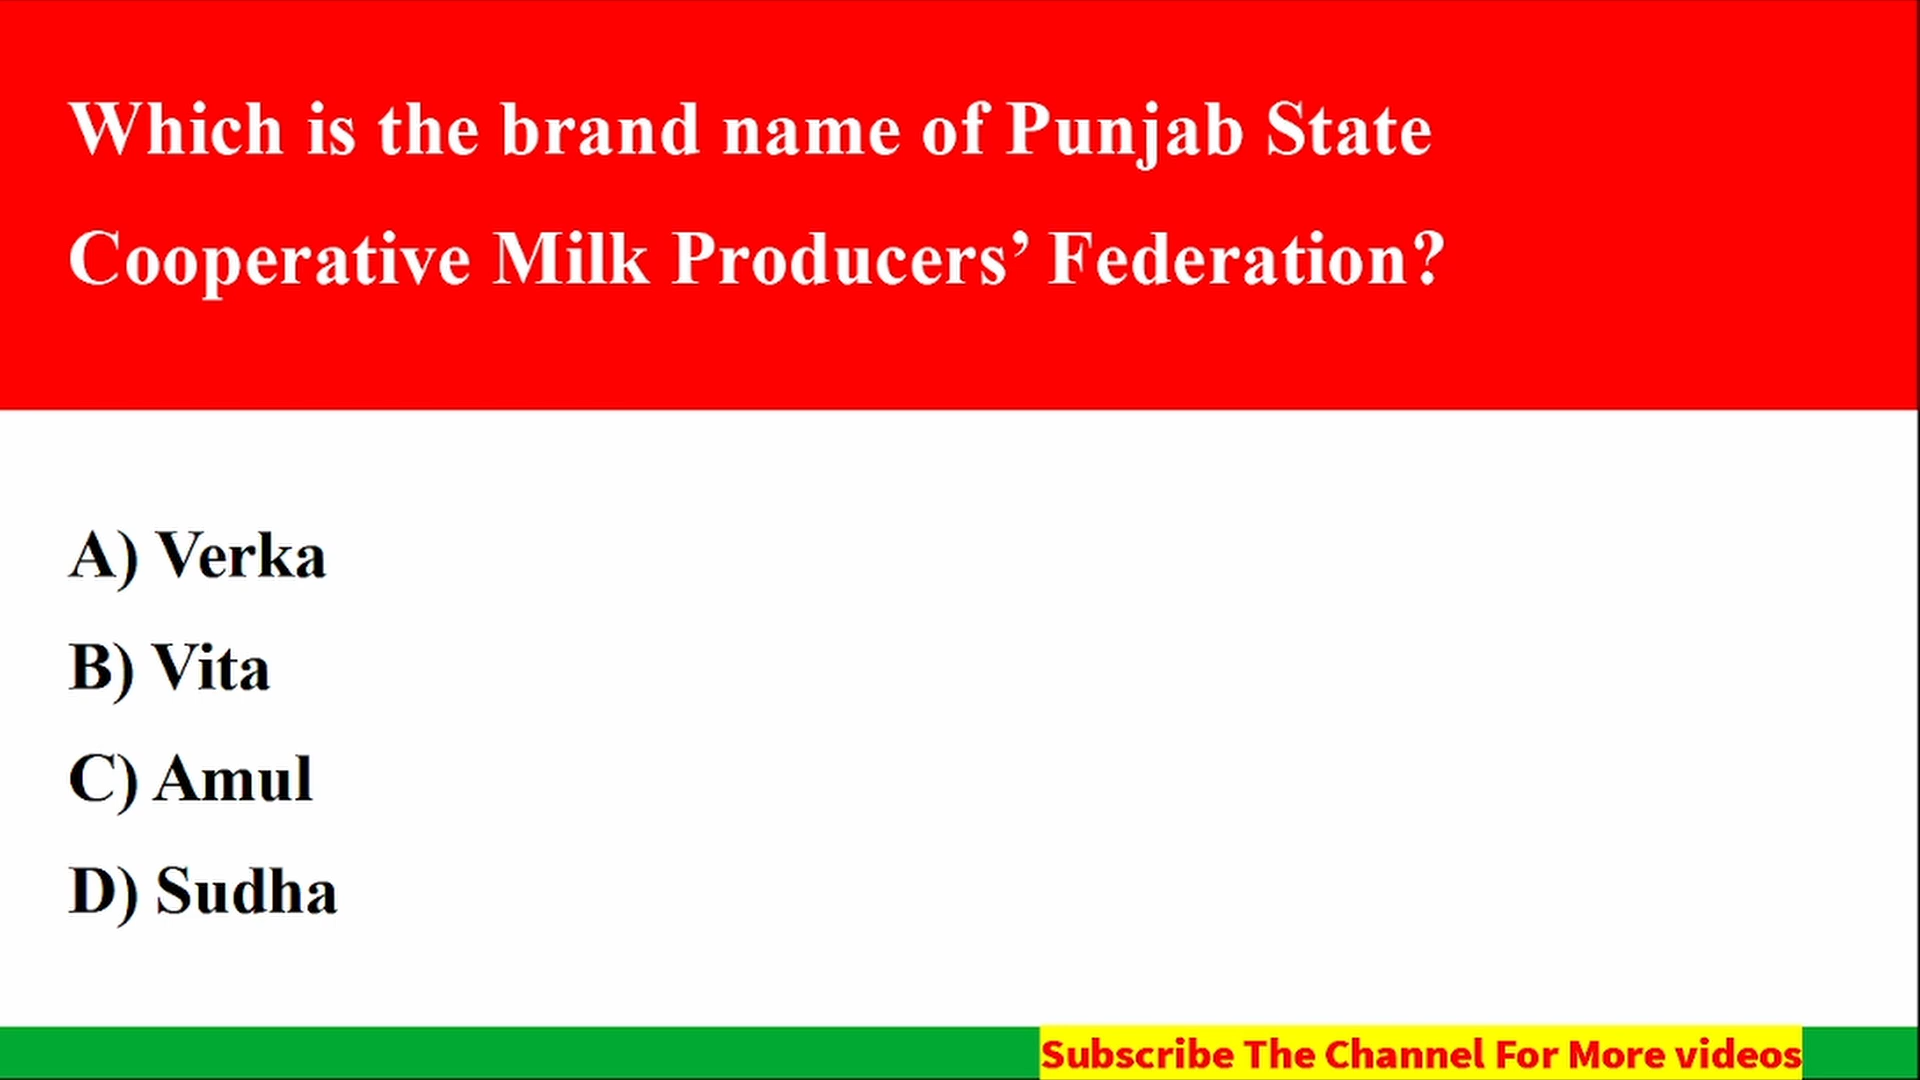 Which is the brand name of Punjab State
Cooperative Milk Producers’ Federation?
A) Verka
B) Vita
C) Amul
D) Sudha
Subscribe The Channel For More videos